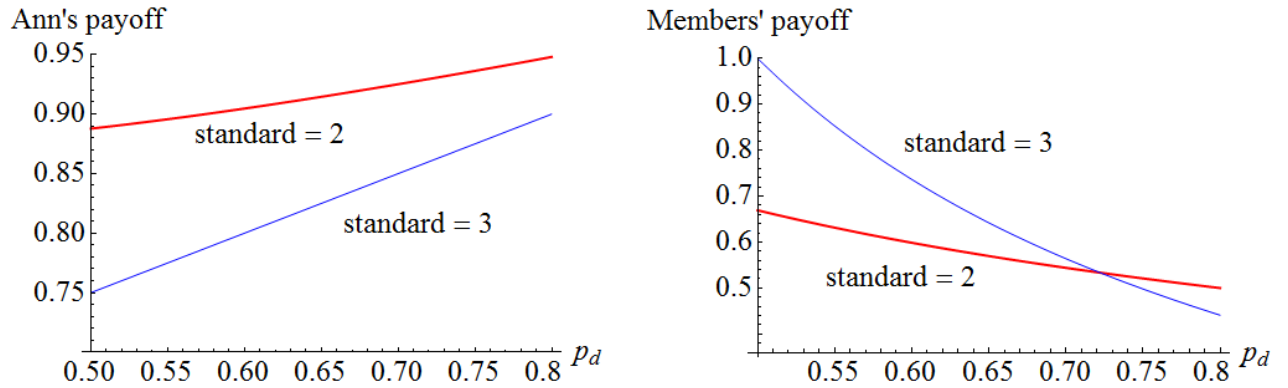 Ann's payoff
0.95
0.90
standard = 2
0.85
0.80
standard = 3
0.75
0.50 0.55 0.60 0.65 0.70 0.75 0.8 p_d
Members' payoff
1.0
0.9
0.8
standard = 3
0.7
0.6
standard = 2
0.5
0.55 0.60 0.65 0.70 0.75 0.8 p_d